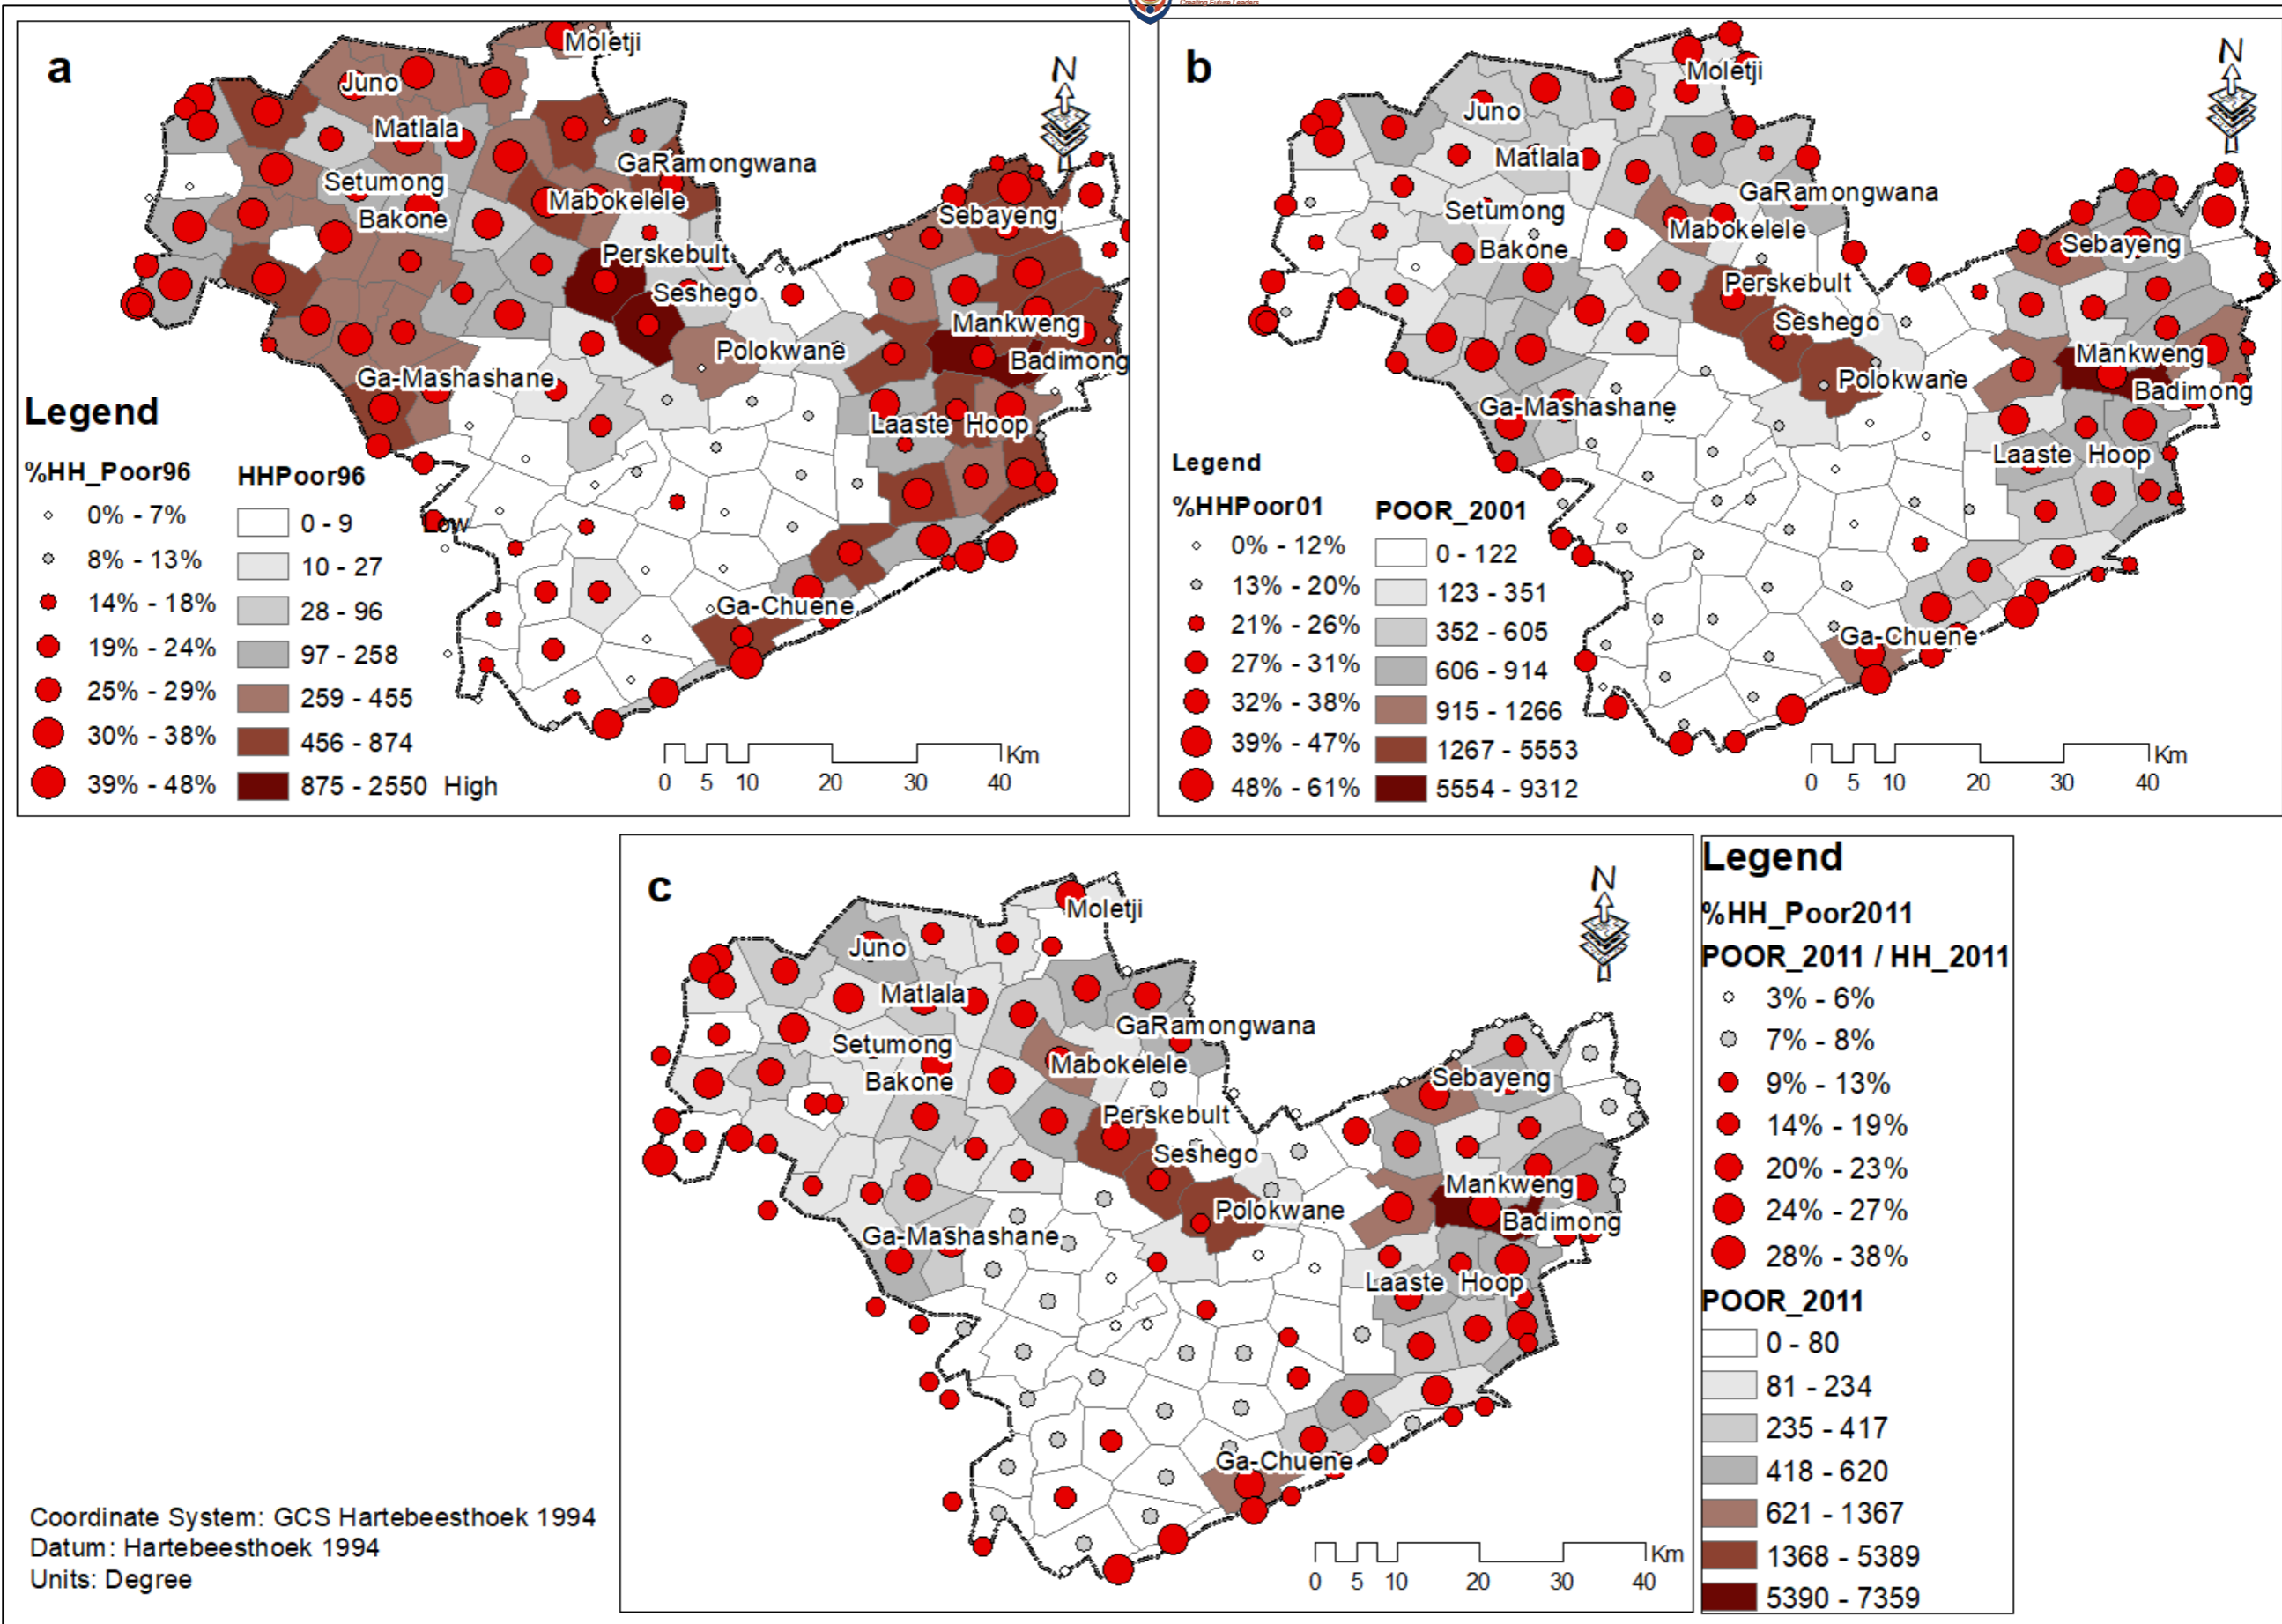 Creating Future Leaders
a
N
Moletji
Juno
Matlala
GaRamongwana
Setumong
Mabokelele
Bakone
Sebayeng
Perskebult
Seshego
Mankweng
Polokwane
Badimong
Ga-Mashashane
Laaste Hoop
Low
Ga-Chuene
Legend
%HH_Poor96 HHPoor96
0% - 7% 0 - 9
8% - 13% 10 - 27
14% - 18% 28 - 96
19% - 24% 97 - 258
25% - 29% 259 - 455
30% - 38% 456 - 874
39% - 48% 875 - 2550 High
Km
0 5 10 20 30 40
b
N
Moletji
Juno
Matlala
GaRamongwana
Setumong
Mabokelele
Bakone
Sebayeng
Perskebult
Seshego
Mankweng
Polokwane
Badimong
Ga-Mashashane
Laaste Hoop
Ga-Chuene
Legend
%HHPoor01 POOR_2001
0% - 12% 0 - 122
13% - 20% 123 - 351
21% - 26% 352 - 605
27% - 31% 606 - 914
32% - 38% 915 - 1266
39% - 47% 1267 - 5553
48% - 61% 5554 - 9312
Km
0 5 10 20 30 40
c
N
Moletji
Juno
Matlala
GaRamongwana
Setumong
Mabokelele
Bakone
Sebayeng
Perskebult
Seshego
Mankweng
Polokwane
Badimong
Ga-Mashashane
Laaste Hoop
Ga-Chuene
Km
0 5 10 20 30 40
Legend
%HH_Poor2011
POOR_2011 / HH_2011
3% - 6%
7% - 8%
9% - 13%
14% - 19%
20% - 23%
24% - 27%
28% - 38%
POOR_2011
0 - 80
81 - 234
235 - 417
418 - 620
621 - 1367
1368 - 5389
5390 - 7359
Coordinate System: GCS Hartebeesthoek 1994
Datum: Hartebeesthoek 1994
Units: Degree